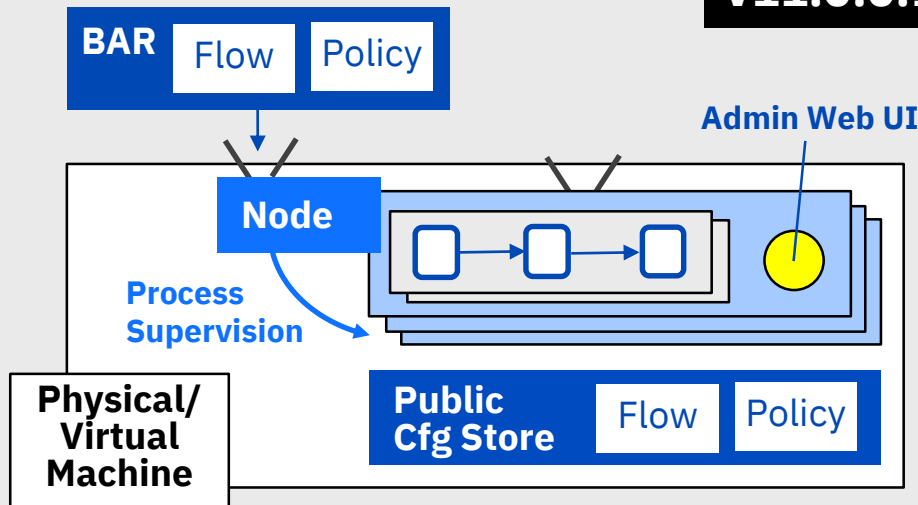 BAR
Flow
Policy
Admin Web UI
Node
Process
Supervision
Physical/
Virtual
Machine
Public
Cfg Store
Flow
Policy